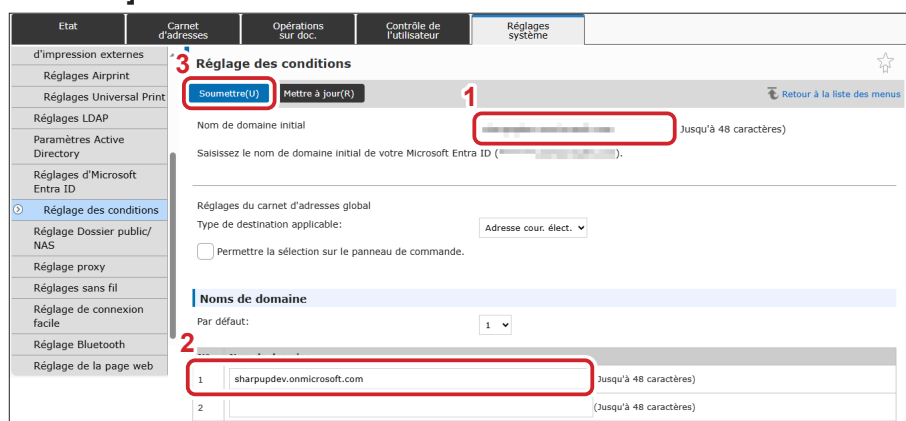 Etat
Carnet d'adresses
Opérations sur doc.
Contrôle de l'utilisateur
Réglages système
d'impression externes
Réglages Airprint
Réglages Universal Print
Réglages LDAP
Paramètres Active
Directory
Réglages d'Microsoft
Entra ID
Réglage des conditions
Réglage Dossier public/
NAS
Réglage proxy
Réglages sans fil
Réglage de connexion
facile
Réglage Bluetooth
Réglage de la page web
3
Réglage des conditions
Soumettre(U)
Mettre à jour(R)
1
Retour à la liste des menus
Nom de domaine initial
Jusqu'à 48 caractères)
Saisissez le nom de domaine initial de votre Microsoft Entra ID ( ).
Réglages du carnet d'adresses global
Type de destination applicable:
Adresse cour. élect.
Permettre la sélection sur le panneau de commande.
Noms de domaine
Par défaut:
1
2
1
sharpupdev.onmicrosoft.com
Jusqu'à 48 caractères)
2
(Jusqu'à 48 caractères)